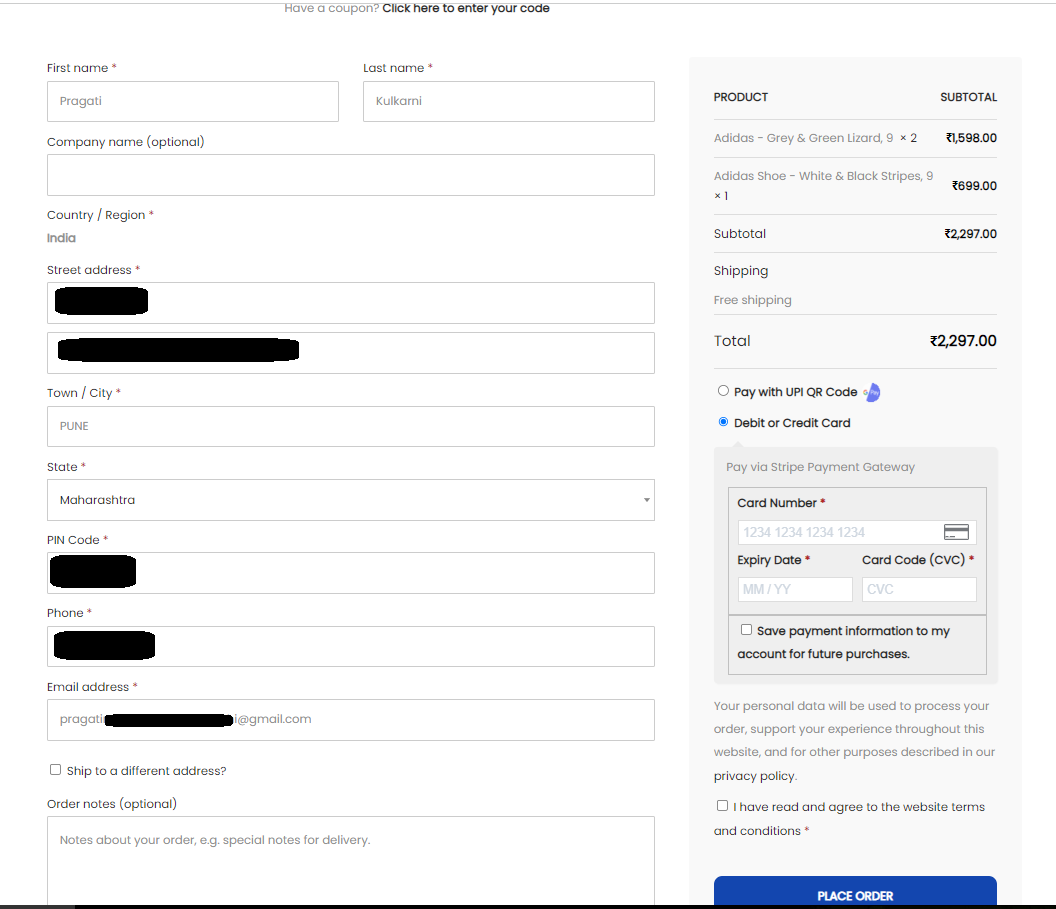 Have a coupon? Click here to enter your code
First name *
Last name *
Pragati
Kulkarni
Company name (optional)
Country / Region *
India
Street address *
Town / City *
PUNE
State *
Maharashtra
PIN Code *
Phone *
Email address *
pragati i@gmail.com
Ship to a different address?
Order notes (optional)
Notes about your order, e.g. special notes for delivery.
PRODUCT SUBTOTAL
Adidas - Grey & Green Lizard, 9 × 2 ₹1,598.00
Adidas Shoe - White & Black Stripes, 9
× 1
₹699.00
Subtotal ₹2,297.00
Shipping
Free shipping
Total ₹2,297.00
Pay with UPI QR Code
Debit or Credit Card
Pay via Stripe Payment Gateway
Card Number *
1234 1234 1234 1234
Expiry Date * Card Code (CVC) *
MM / YY CVC
Save payment information to my
account for future purchases.
Your personal data will be used to process your
order, support your experience throughout this
website, and for other purposes described in our
privacy policy.
I have read and agree to the website terms
and conditions *
PLACE ORDER